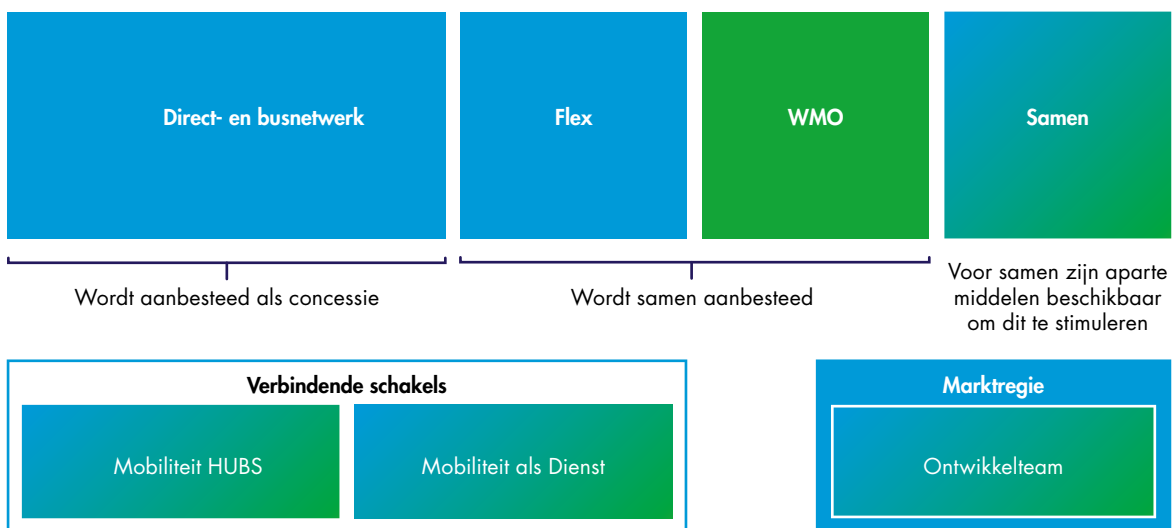 Direct- en busnetwerk
Flex
WMO
Samen
Wordt aanbesteed als concessie
Wordt samen aanbesteed
Voor samen zijn aparte
middelen beschikbaar
om dit te stimuleren
Verbindende schakels
Mobiliteit HUBS
Mobiliteit als Dienst
Marktregie
Ontwikkelteam